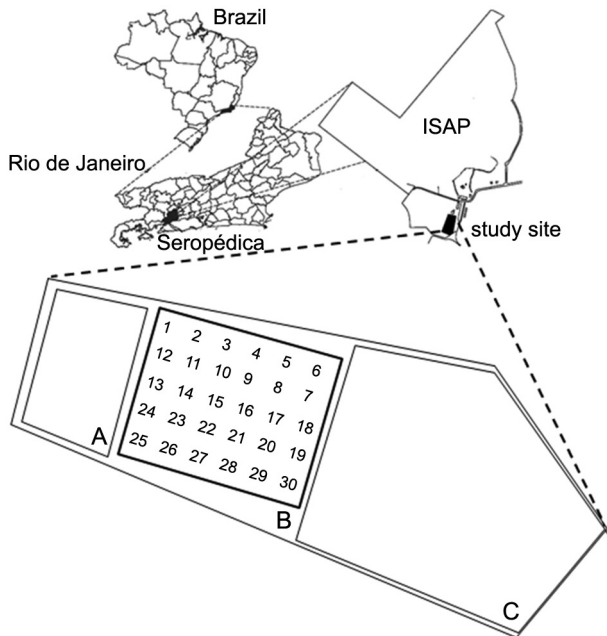 Brazil
ISAP
Rio de Janeiro
Seropédica
study site
1 2 3 4 5 6
12 11 10 9 8 7
13 14 15 16 17 18
24 23 22 21 20 19
25 26 27 28 29 30
A
B
C